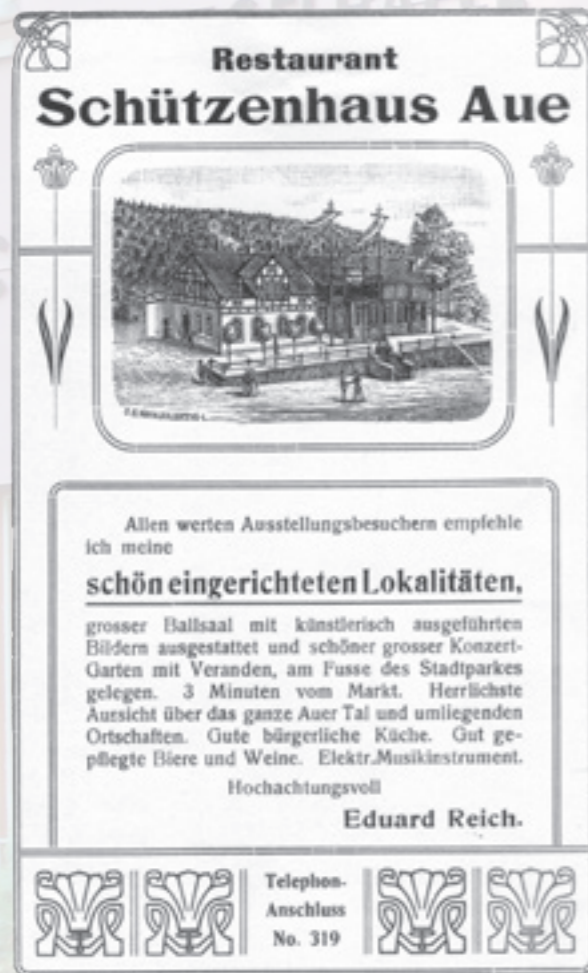 Restaurant
Schützenhaus Aue
Allen werten Ausstellungsbesuchern empfehle
ich meine
schön eingerichteten Lokalitäten,
grosser Ballsaal mit künstlerisch ausgeführten
Bildern ausgestattet und schöner grosser Konzert-
Garten mit Veranden, am Fusse des Stadtparkes
gelegen. 3 Minuten vom Markt. Herrlichste
Aussicht über das ganze Auer Tal und umliegenden
Ortschaften. Gute bürgerliche Küche. Gut ge-
pflegte Biere und Weine. Elektr. Musikinstrument.
Hochachtungsvoll
Eduard Reich.
Telephon-
Anschluss
No. 319